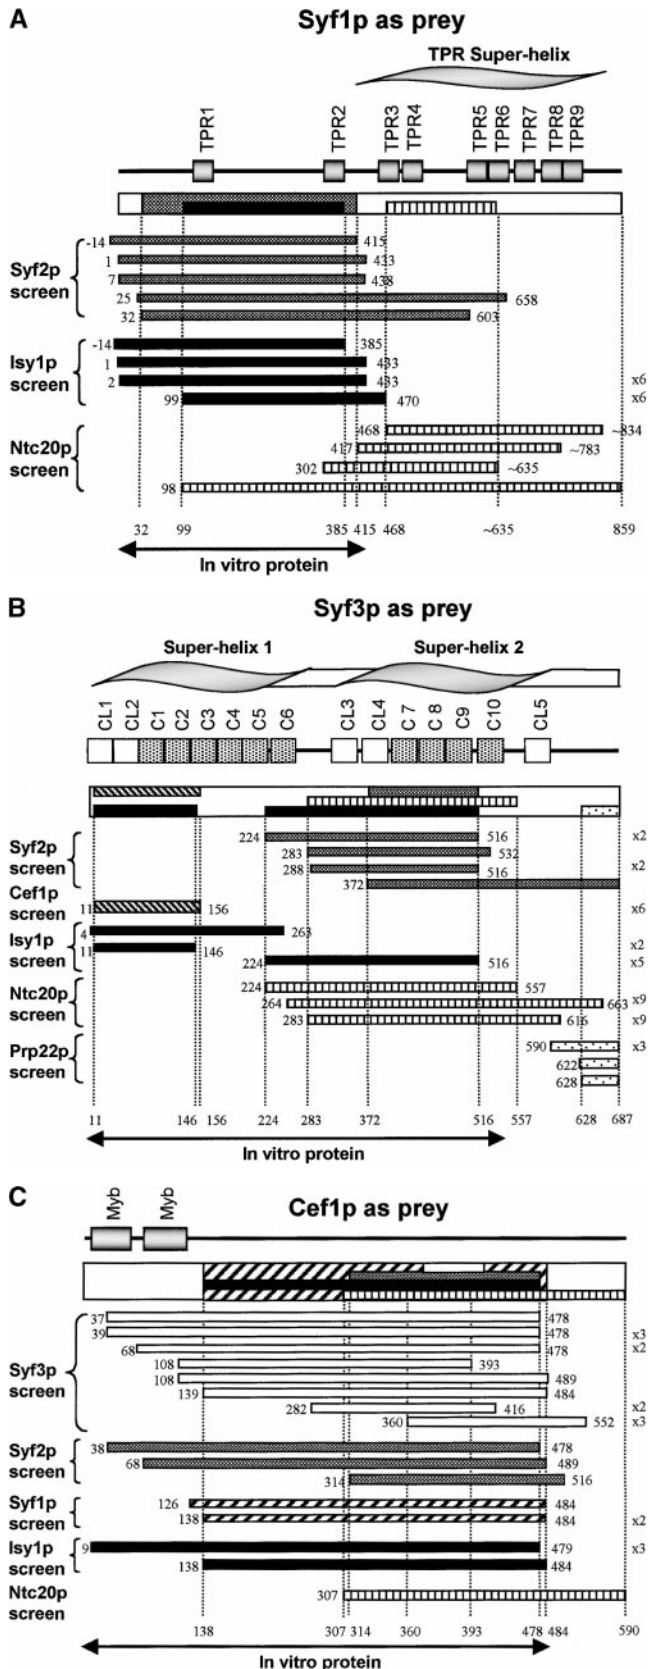 A
Syf1p as prey
TPR Super-helix
TPR1
TPR2
TPR3
TPR4
TPR5
TPR6
TPR7
TPR8
TPR9
Syf2p
screen
-14
415
1
433
7
438
25
658
32
603
Isy1p
screen
-14
385
1
433
2
433
x6
99
470
x6
Ntc20p
screen
468
~834
417
~783
302
~635
98
32 99 385 415 468 ~635 859
In vitro protein
B
Syf3p as prey
Super-helix 1
Super-helix 2
CL1
CL2
C1
C2
C3
C4
C5
C6
CL3
CL4
C 7
C 8
C9
C10
CL5
Syf2p
screen
224
516
x2
283
532
288
516
x2
372
Cef1p
screen
11
156
x6
Isy1p
screen
4
263
11
146
x2
224
516
x5
Ntc20p
screen
224
557
264
663
x9
283
616
x9
Prp22p
screen
590
x3
622
628
11 146 156 224 283 372 516 557 628 687
In vitro protein
C
Cef1p as prey
Myb
Myb
Syf3p
screen
37
478
39
478
x3
68
478
x2
108
393
108
489
139
484
282
416
x2
360
552
x3
Syf2p
screen
38
478
68
489
314
516
Syf1p
screen
126
484
138
484
x2
Isy1p
screen
9
479
x3
138
484
Ntc20p
screen
307
138 307 314 360 393 478 484 590
In vitro protein